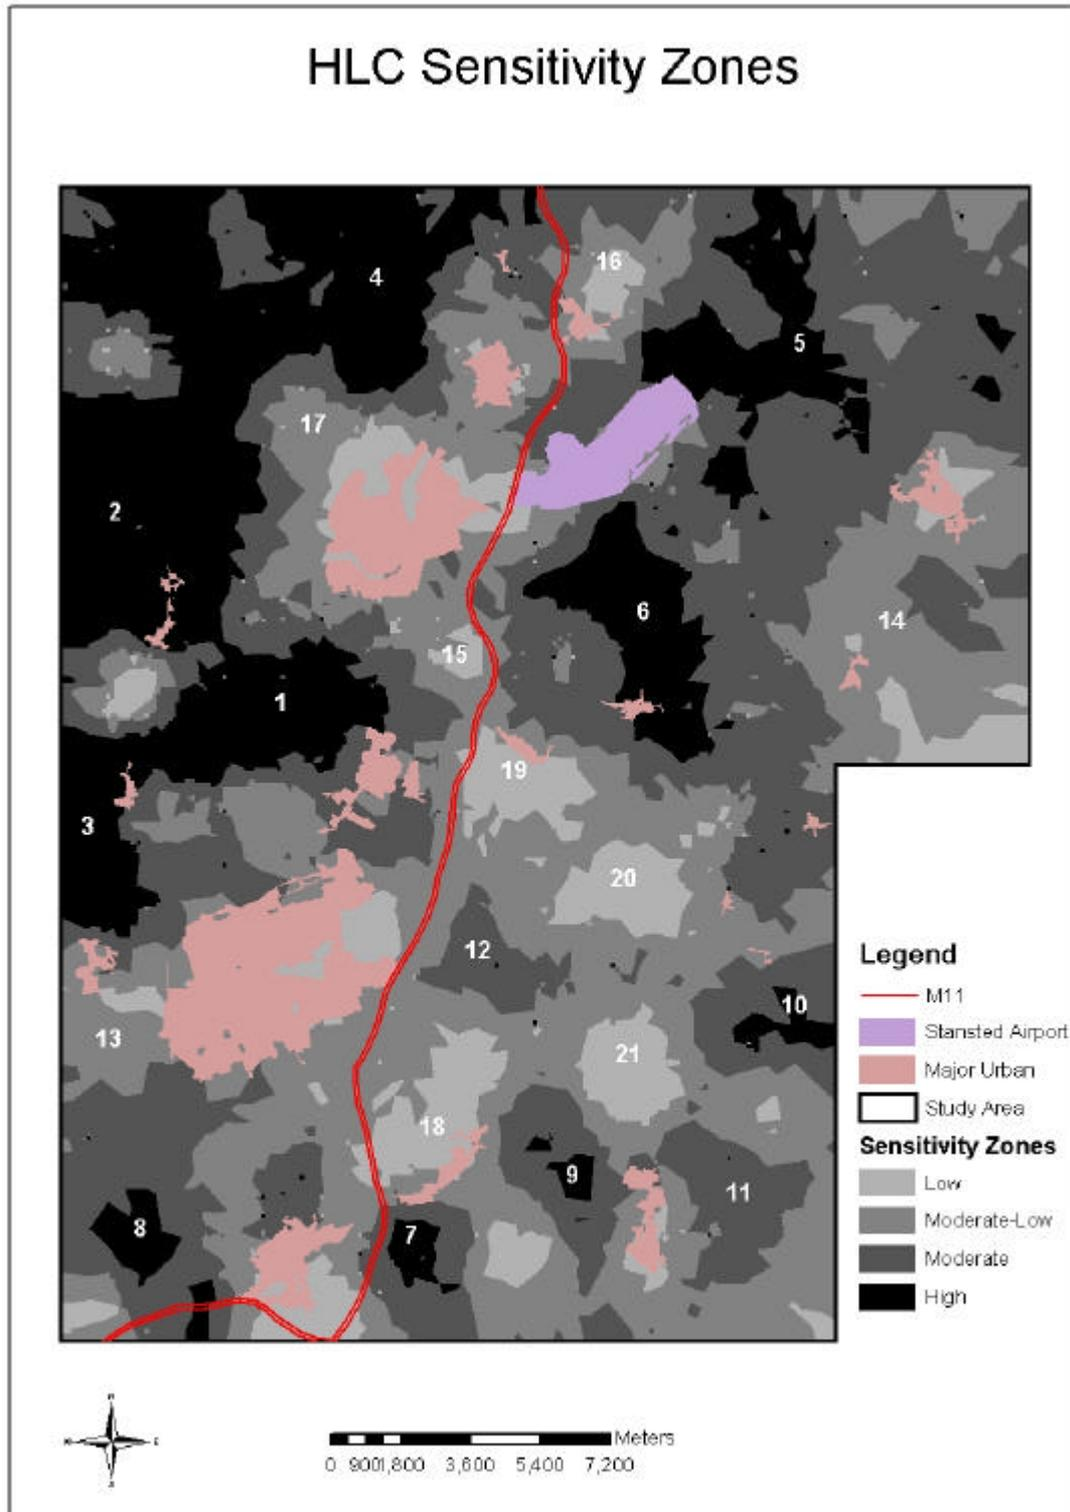 HLC Sensitivity Zones
16
4
5
17
2
6
14
15
1
19
3
20
12
10
13
21
18
9
11
8
7
Legend
M11
Stansted Airport
Major Urban
Study Area
Sensitivity Zones
Low
Moderate-Low
Moderate
High
Meters
0 900 1,800 3,600 5,400 7,200